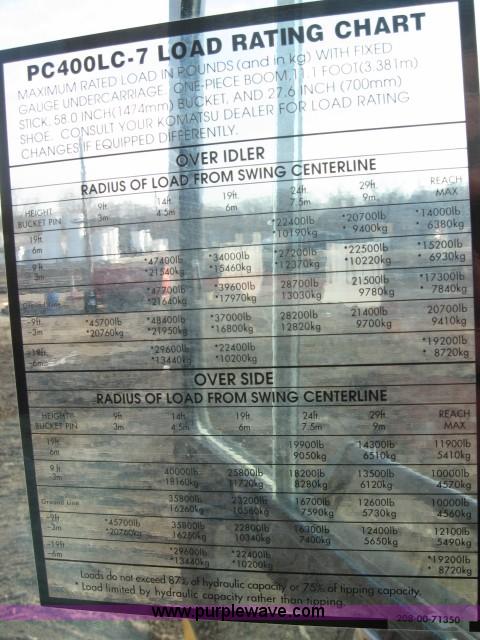 PC400LC-7 LOAD RATING CHART
MAXIMUM RATED LOAD IN POUNDS (and in kg) WITH FIXED
GAUGE UNDERCARRIAGE, ONE-PIECE BOOM, 11.1 FOOT(3.381m)
STICK, 58.0 INCH(1474mm) BUCKET, AND 27.6 INCH (700mm)
SHOE. CONSULT YOUR KOMATSU DEALER FOR LOAD RATING
CHANGES IF EQUIPPED DIFFERENTLY.
OVER IDLER
RADIUS OF LOAD FROM SWING CENTERLINE
HEIGHT 9ft 14ft 19ft 24ft 29ft REACH
BUCKET PIN 3m 4.5m 6m 7.5m 9m MAX
19ft *22400lb *20700lb *14000lb
6m *10190kg * 9400kg * 6380kg
9 ft *47400lb *34000lb *27200lb *22500lb *15200lb
3m *21540kg *15460kg *12370kg *10220kg * 6930kg
*47700lb *39600lb 28700lb 21500lb *17300lb
*21640kg *17970kg 13030kg 9780kg * 7840kg
-9ft *45700lb *48400lb *37000lb 28200lb 21400lb 20700lb
-3m *20760kg *21950kg *16800kg 12820kg 9700kg 9410kg
-19ft *29600lb *22400lb *19200lb
-6m *13440kg *10200kg * 8720kg
OVER SIDE
RADIUS OF LOAD FROM SWING CENTERLINE
HEIGHT 9ft 14ft 19ft 24ft 29ft REACH
BUCKET PIN 3m 4.5m 6m 7.5m 9m MAX
19ft 19900lb 14300lb 11900lb
6m 9050kg 6510kg 5410kg
9 ft 40000lb 25800lb 18200lb 13500lb 10000lb
3m 18160kg 11720kg 8280kg 6120kg 4570kg
Ground Line 35800lb 23200lb 16700lb 12600lb 10000lb
16260kg 10560kg 7590kg 5730kg 4560kg
-9ft *45700lb 35800lb 22800lb 16300lb 12400lb 12100lb
-3m *20760kg 16250kg 10340kg 7400kg 5650kg 5490kg
-19ft *29600lb *22400lb *19200lb
-6m *13440kg *10200kg * 8720kg
Loads do not exceed 87% of hydraulic capacity or 75% of tipping capacity.
* Load limited by hydraulic capacity rather than tipping.
www.purplewave.com
208-00-71350